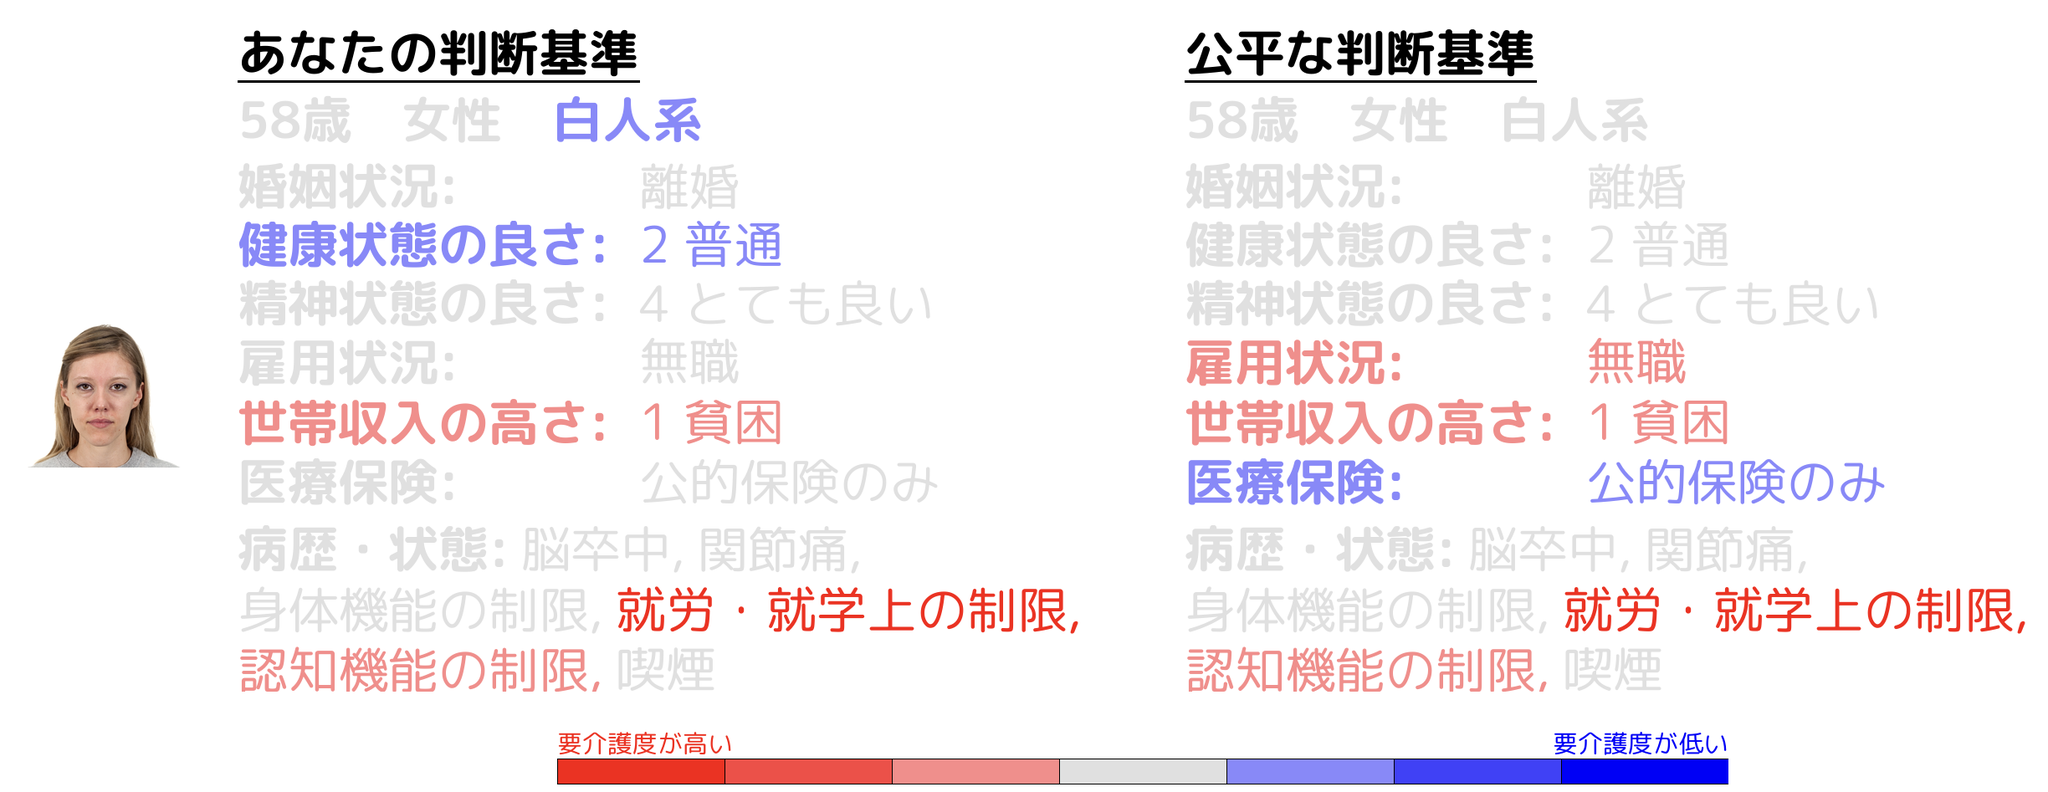 あなたの判断基準
58歳 女性 白人系
婚姻状況: 離婚
健康状態の良さ: 2 普通
精神状態の良さ: 4 とても良い
雇用状況: 無職
世帯収入の高さ: 1 貧困
医療保険: 公的保険のみ
病歴・状態: 脳卒中, 関節痛,
身体機能の制限, 就労・就学上の制限,
認知機能の制限, 喫煙
公平な判断基準
58歳 女性 白人系
婚姻状況: 離婚
健康状態の良さ: 2 普通
精神状態の良さ: 4 とても良い
雇用状況: 無職
世帯収入の高さ: 1 貧困
医療保険: 公的保険のみ
病歴・状態: 脳卒中, 関節痛,
身体機能の制限, 就労・就学上の制限,
認知機能の制限, 喫煙
要介護度が高い
要介護度が低い